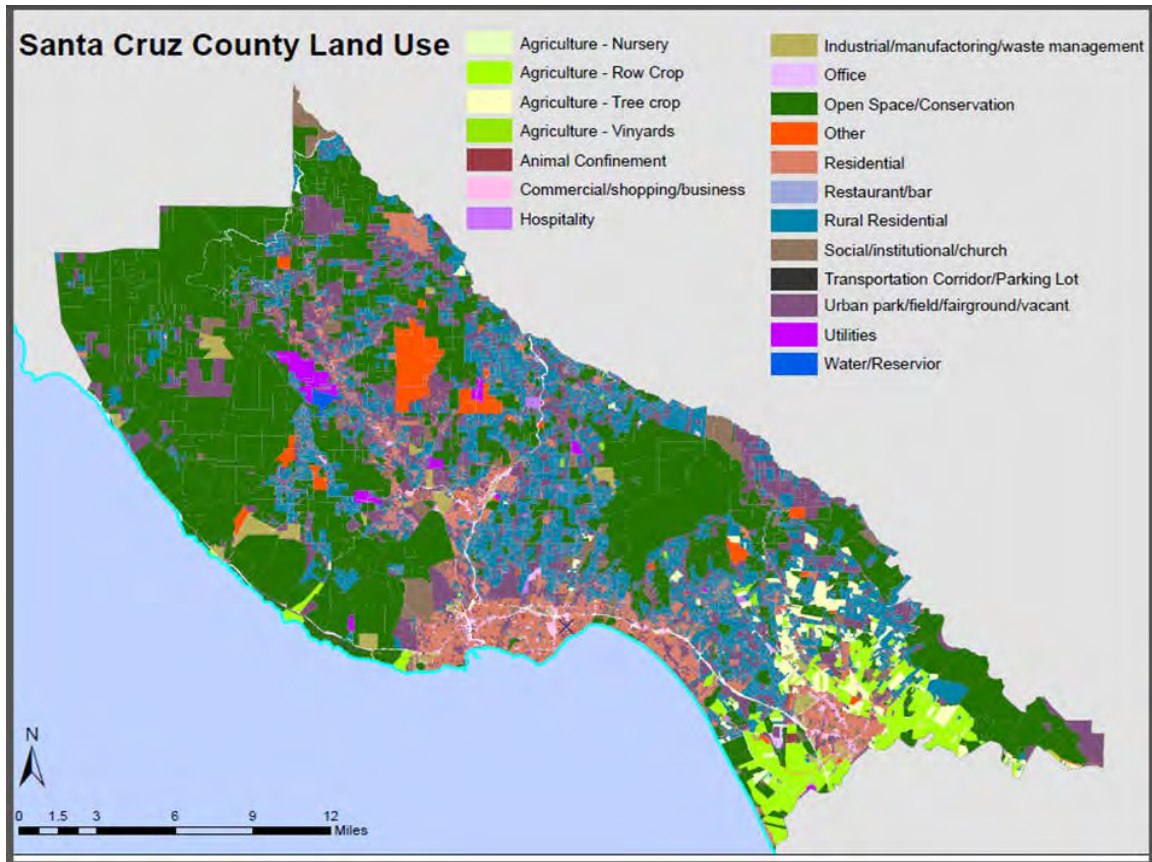 Santa Cruz County Land Use
Agriculture - Nursery
Agriculture - Row Crop
Agriculture - Tree crop
Agriculture - Vinyards
Animal Confinement
Commercial/shopping/business
Hospitality
Industrial/manufactoring/waste management
Office
Open Space/Conservation
Other
Residential
Restaurant/bar
Rural Residential
Social/institutional/church
Transportation Corridor/Parking Lot
Urban park/field/fairground/vacant
Utilities
Water/Reservior
N
0 1.5 3 6 9 12
Miles